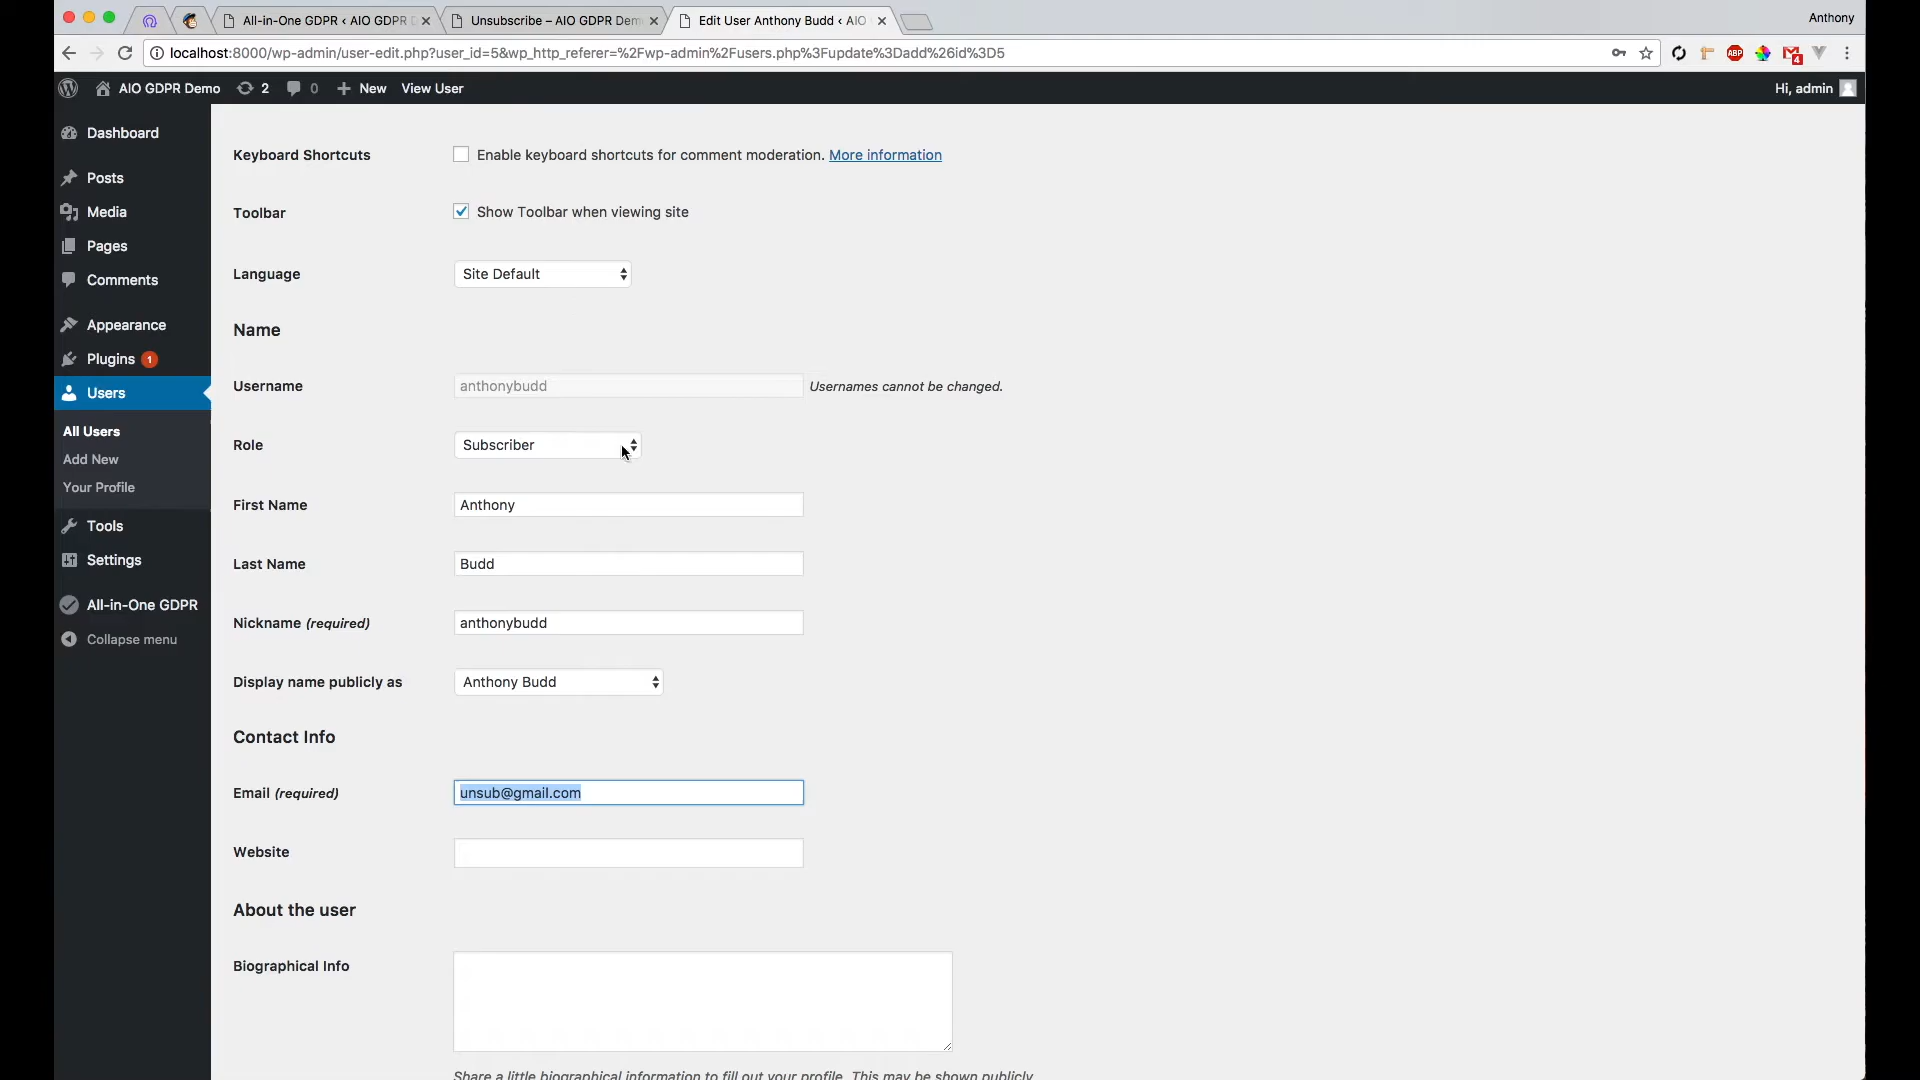 All-in-One GDPR ‹ AIO GDPR D
Unsubscribe – AIO GDPR Dem
Edit User Anthony Budd ‹ AIO
Anthony
localhost:8000/wp-admin/user-edit.php?user_id=5&wp_http_referer=%2Fwp-admin%2Fusers.php%3Fupdate%3Dadd%26id%3D5
ABP
4
AIO GDPR Demo
2
0
New
View User
Hi, admin
Dashboard
Posts
Media
Pages
Comments
Appearance
Plugins 1
Users
All Users
Add New
Your Profile
Tools
Settings
All-in-One GDPR
Collapse menu
Keyboard Shortcuts
Enable keyboard shortcuts for comment moderation. More information
Toolbar
Show Toolbar when viewing site
Language
Site Default
Name
Username
anthonybudd
Usernames cannot be changed.
Role
Subscriber
First Name
Anthony
Last Name
Budd
Nickname (required)
anthonybudd
Display name publicly as
Anthony Budd
Contact Info
Email (required)
unsub@gmail.com
Website
About the user
Biographical Info
Share a little biographical information to fill out your profile. This may be shown publicly.